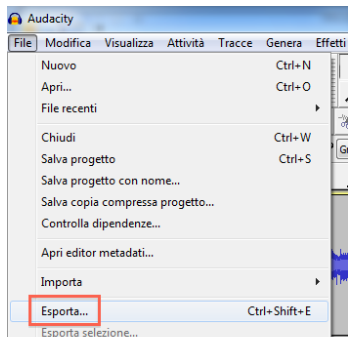 Audacity
File Modifica Visualizza Attività Tracce Genera Effetti
Nuovo Ctrl+N
Apri... Ctrl+O
File recenti
Chiudi Ctrl+W
Salva progetto Ctrl+S
Salva progetto con nome...
Salva copia compressa progetto...
Controlla dipendenze...
Apri editor metadati...
Importa
Esporta... Ctrl+Shift+E
Esporta selezione...